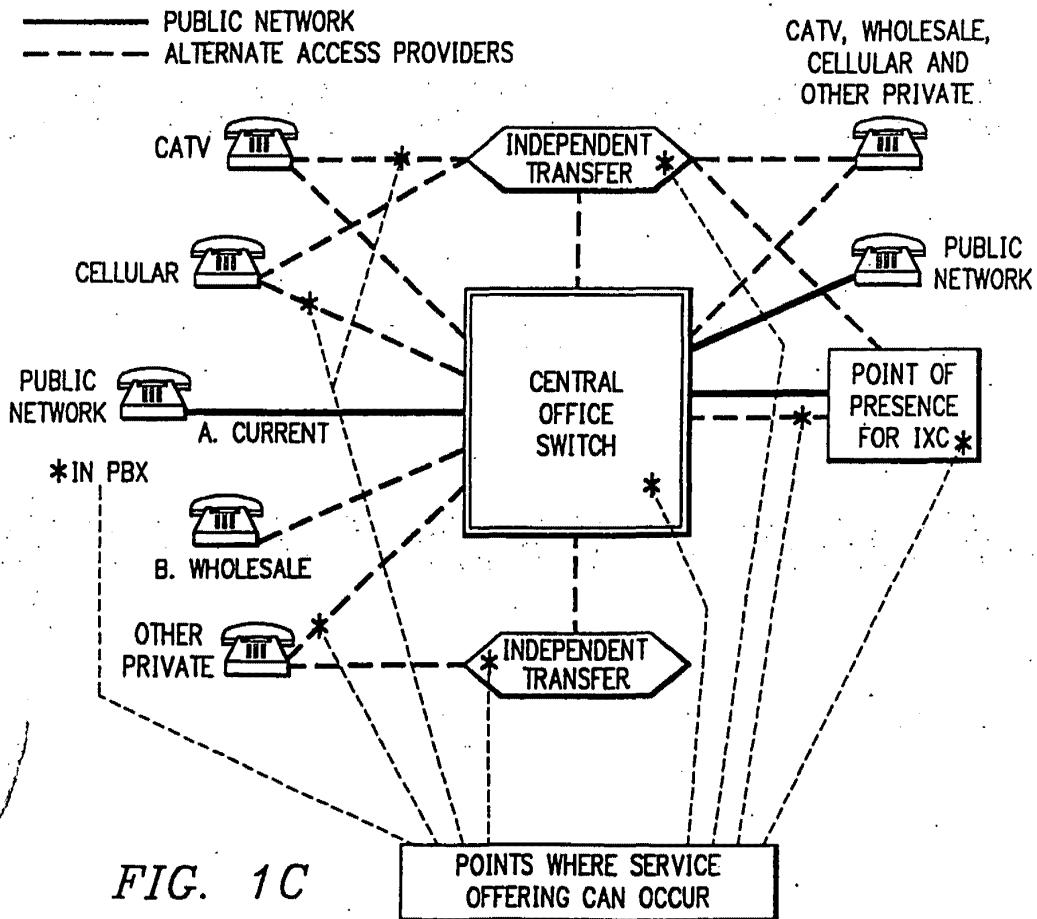 PUBLIC NETWORK
ALTERNATE ACCESS PROVIDERS
CATV, WHOLESALE,
CELLULAR AND
OTHER PRIVATE
CATV
INDEPENDENT
TRANSFER
CELLULAR
PUBLIC
NETWORK
PUBLIC
NETWORK
A. CURRENT
CENTRAL
OFFICE
SWITCH
POINT OF
PRESENCE
FOR IXC *
*IN PBX
B. WHOLESALE
OTHER
PRIVATE
INDEPENDENT
TRANSFER
POINTS WHERE SERVICE
OFFERING CAN OCCUR
FIG. 1C